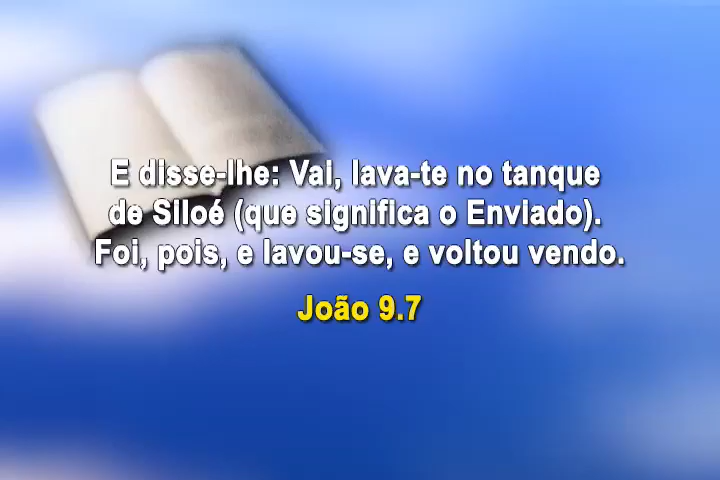 E disse-lhe: Vai, lava-te no tanque
de Siloé (que significa o Enviado).
Foi, pois, e lavou-se, e voltou vendo.
João 9.7